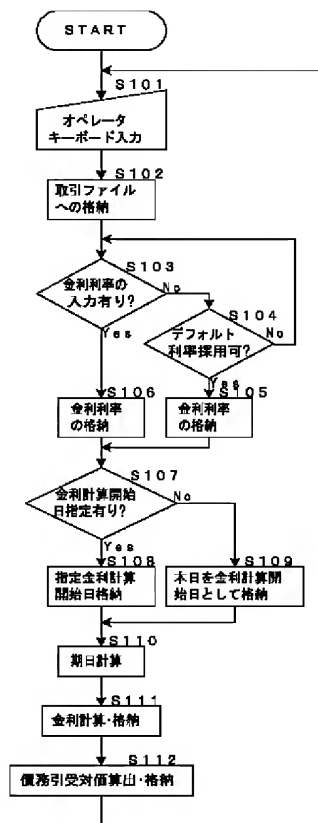 START
S101
オペレータ
キーボード入力
S102
取引ファイル
への格納
S103
金利利率の
入力有り?
No
Yes
S104
デフォルト
利率採用可?
No
Yes
S106
金利利率
の格納
S105
金利利率
の格納
S107
金利計算開始
日指定有り?
No
Yes
S108
指定金利計算
開始日格納
S109
本日を金利計算開
始日として格納
S110
期日計算
S111
金利計算・格納
S112
債務引受対価算出・格納